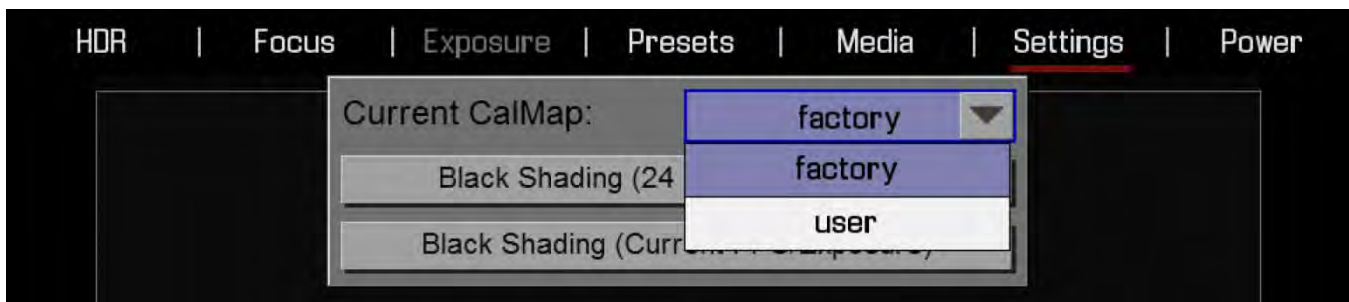 HDR | Focus | Exposure | Presets | Media | Settings | Power
Current CalMap: factory
Black Shading (24 factory
user
Black Shading (Curr